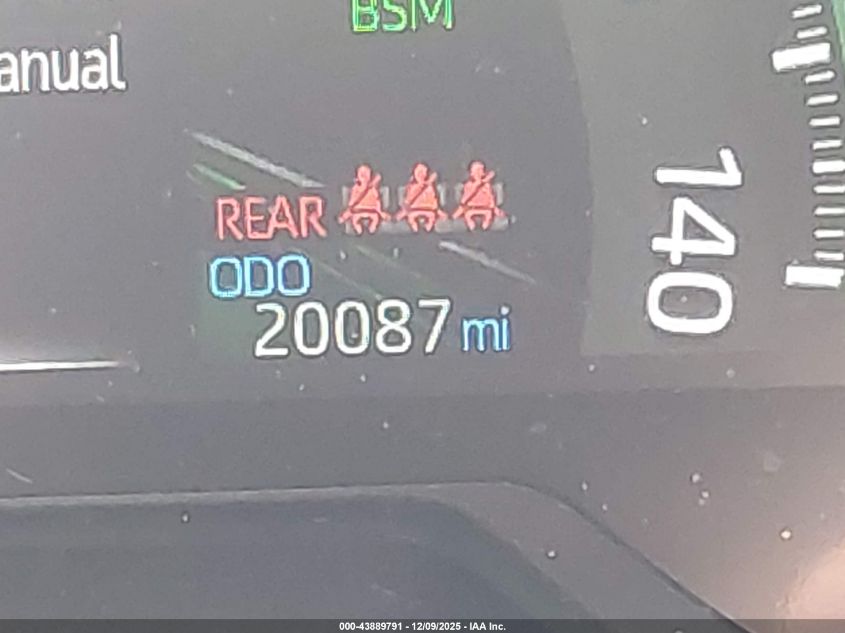 BSM
anual
140
REAR
ODO
20087 mi
000-43889791 - 12/09/2025 - IAA Inc.